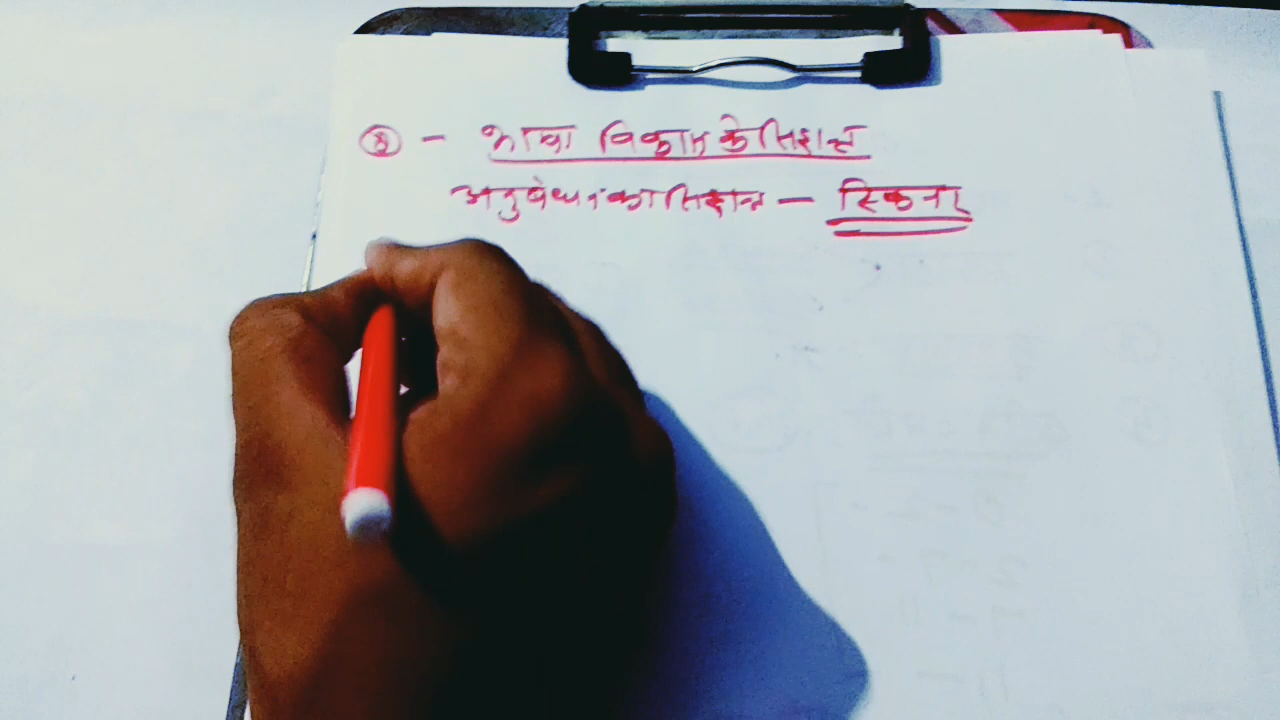 - भाषा विकास के सिद्धान्त
अनुबंधन का सिद्धान्त - स्किनर